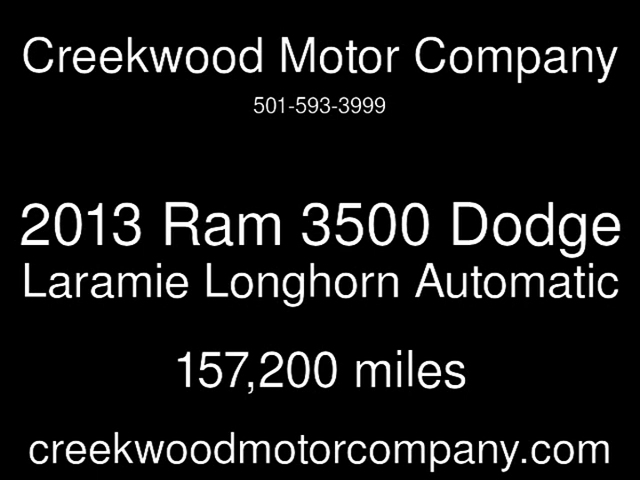 Creekwood Motor Company
501-593-3999
2013 Ram 3500 Dodge
Laramie Longhorn Automatic
157,200 miles
creekwoodmotorcompany.com